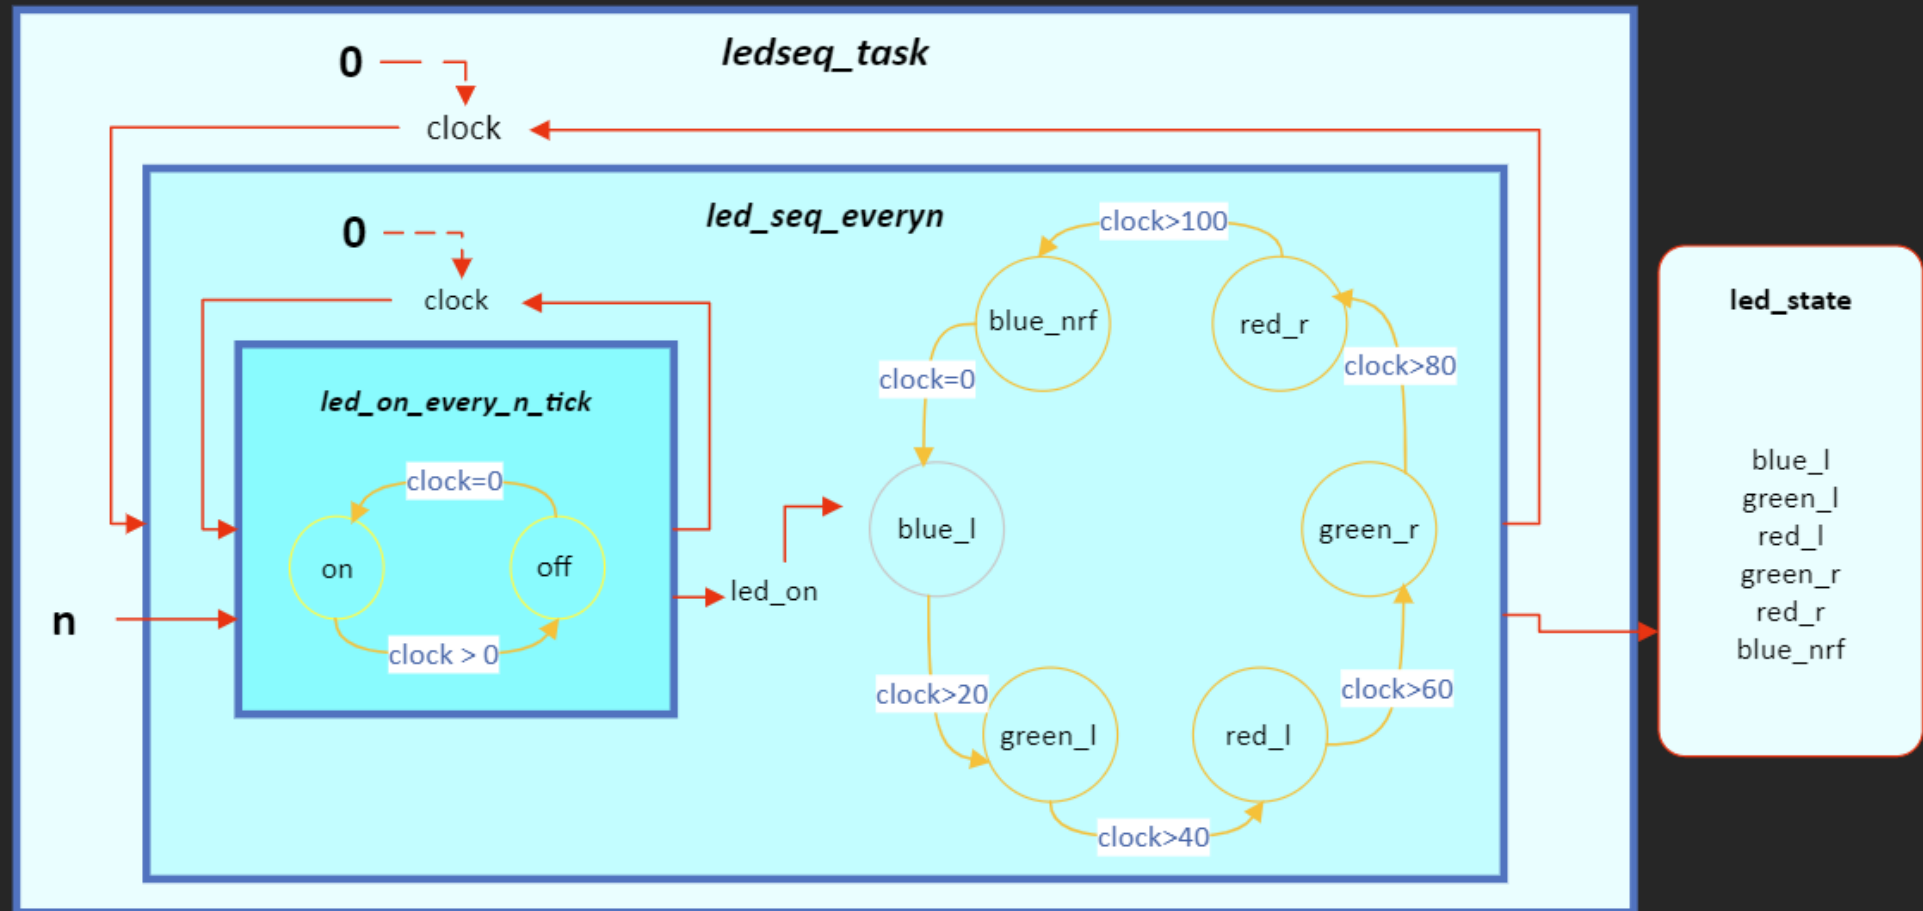 ledseq_task
0
clock
led_seq_everyn
0
clock
led_on_every_n_tick
clock=0
on
off
clock > 0
n
led_on
clock>100
blue_nrf
red_r
clock=0
clock>80
blue_l
green_r
clock>20
clock>60
green_l
red_l
clock>40
led_state
blue_l
green_l
red_l
green_r
red_r
blue_nrf